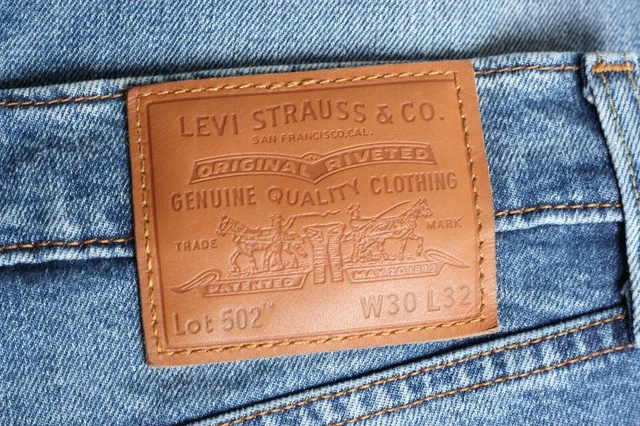 LEVI STRAUSS & CO.
SAN FRANCISCO, CAL.
ORIGINAL RIVETED
GENUINE QUALITY CLOTHING
TRADE MARK
PATENTED MAY 20 1873
Lot 502™ W30 L32